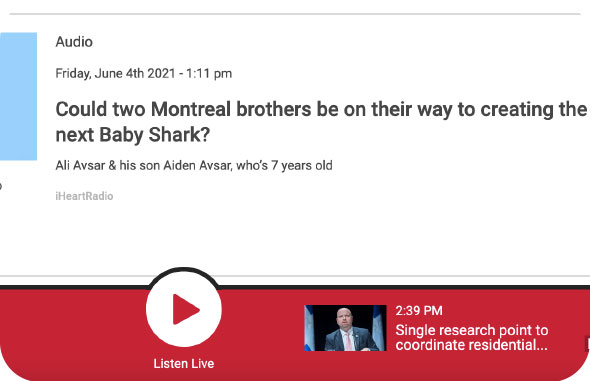 Audio
Friday, June 4th 2021 - 1:11 pm
Could two Montreal brothers be on their way to creating the
next Baby Shark?
Ali Avsar & his son Aiden Avsar, who's 7 years old
iHeartRadio
2:39 PM
Single research point to
coordinate residential...
Listen Live